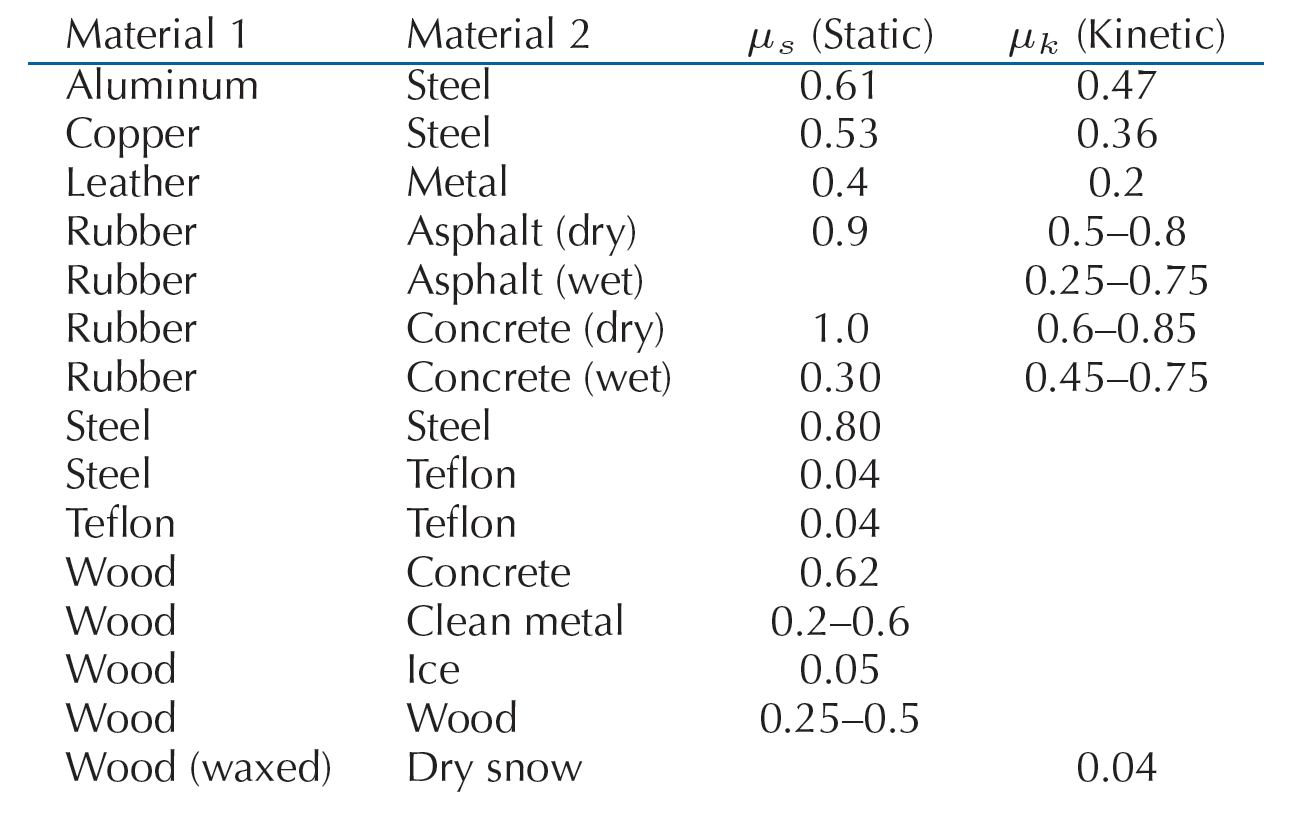 Material 1 Material 2 μs (Static) μk (Kinetic)
Aluminum Steel 0.61 0.47
Copper Steel 0.53 0.36
Leather Metal 0.4 0.2
Rubber Asphalt (dry) 0.9 0.5–0.8
Rubber Asphalt (wet) 0.25–0.75
Rubber Concrete (dry) 1.0 0.6–0.85
Rubber Concrete (wet) 0.30 0.45–0.75
Steel Steel 0.80
Steel Teflon 0.04
Teflon Teflon 0.04
Wood Concrete 0.62
Wood Clean metal 0.2–0.6
Wood Ice 0.05
Wood Wood 0.25–0.5
Wood (waxed) Dry snow 0.04